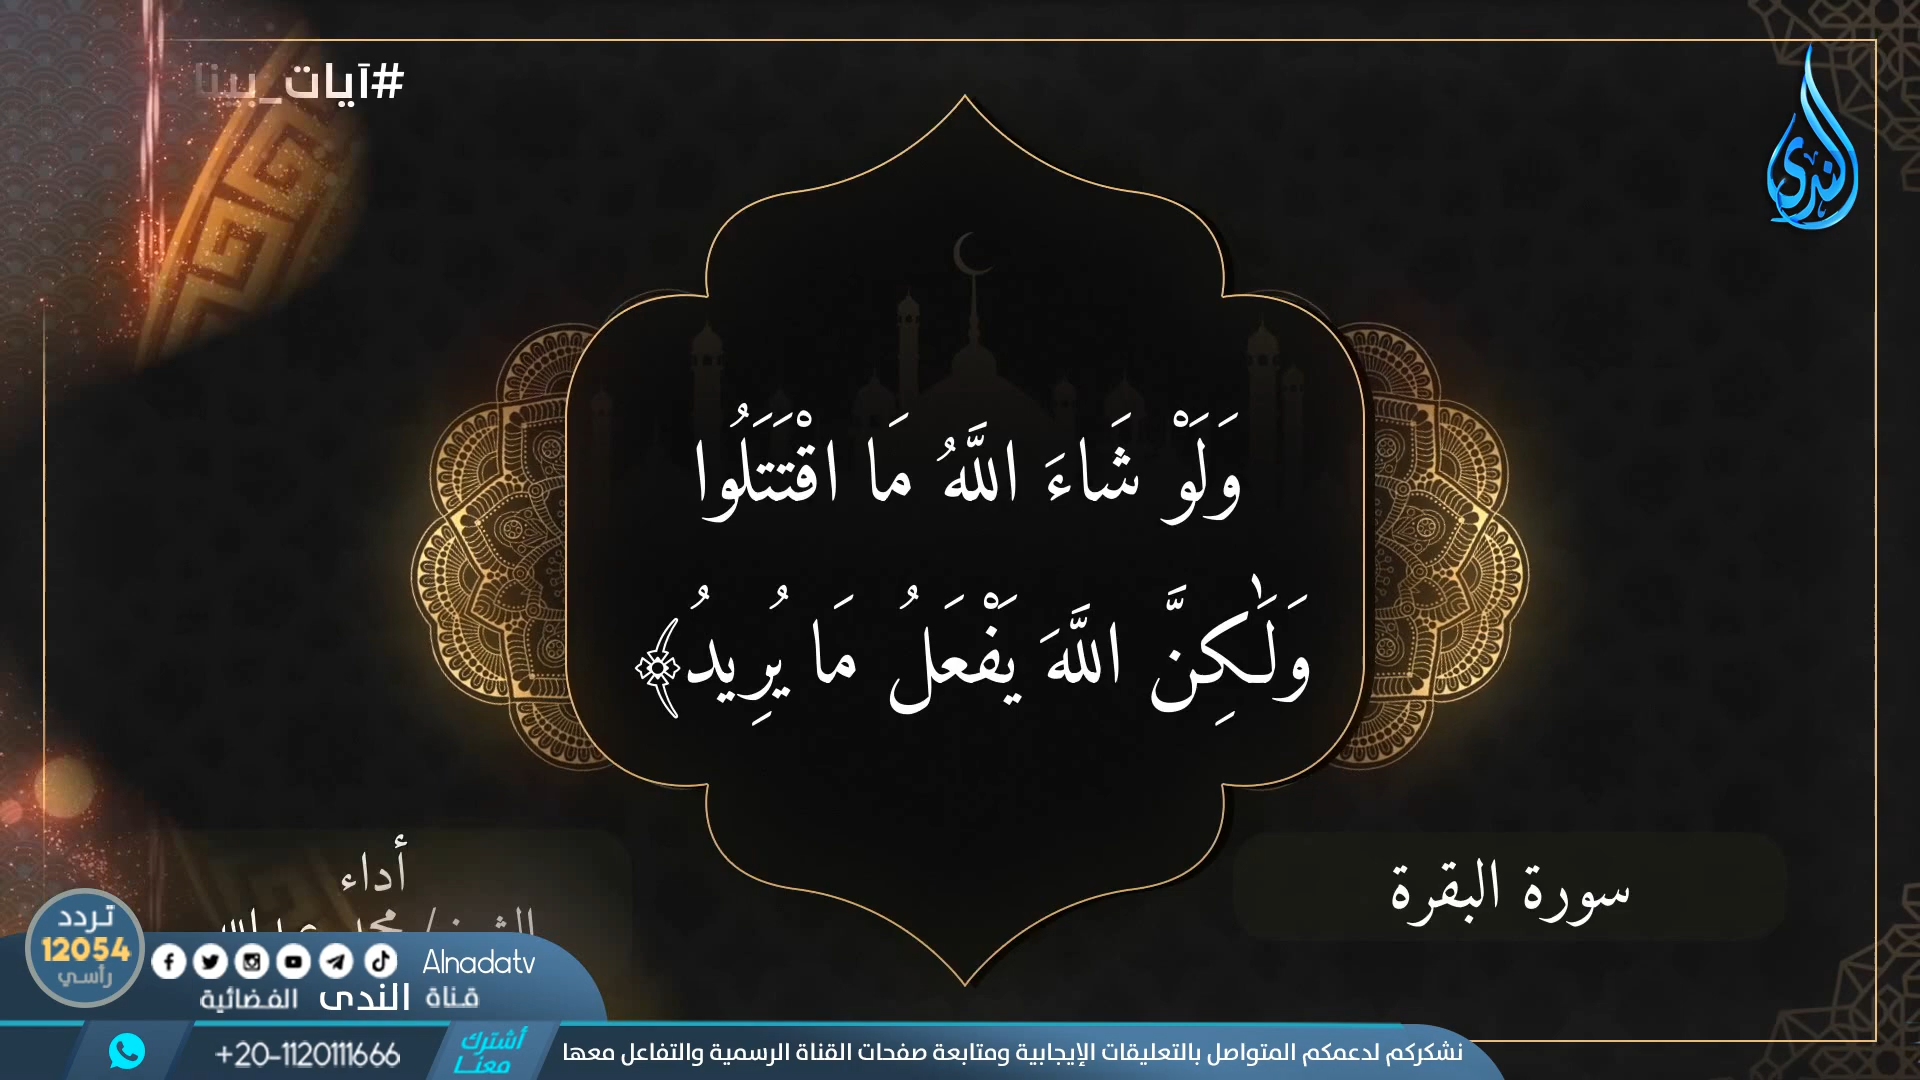 #آيات_بينا
الندى
وَلَوْ شَاءَ اللَّهُ مَا اقْتَتَلُوا
وَلَٰكِنَّ اللَّهَ يَفْعَلُ مَا يُرِيدُ﴾
سورة البقرة
أداء
تردد
12054
رأسي
Alnadatv
قناة الندى الفضائية
+20-1120111666
أشترك
معنا
نشكركم لدعمكم المتواصل بالتعليقات الإيجابية ومتابعة صفحات القناة الرسمية والتفاعل معها